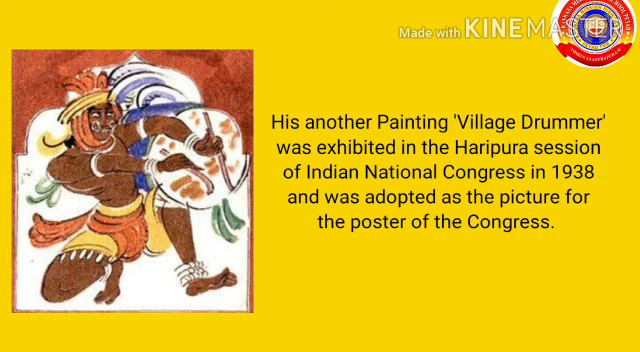 Made with KINEMASTER
His another Painting 'Village Drummer'
was exhibited in the Haripura session
of Indian National Congress in 1938
and was adopted as the picture for
the poster of the Congress.